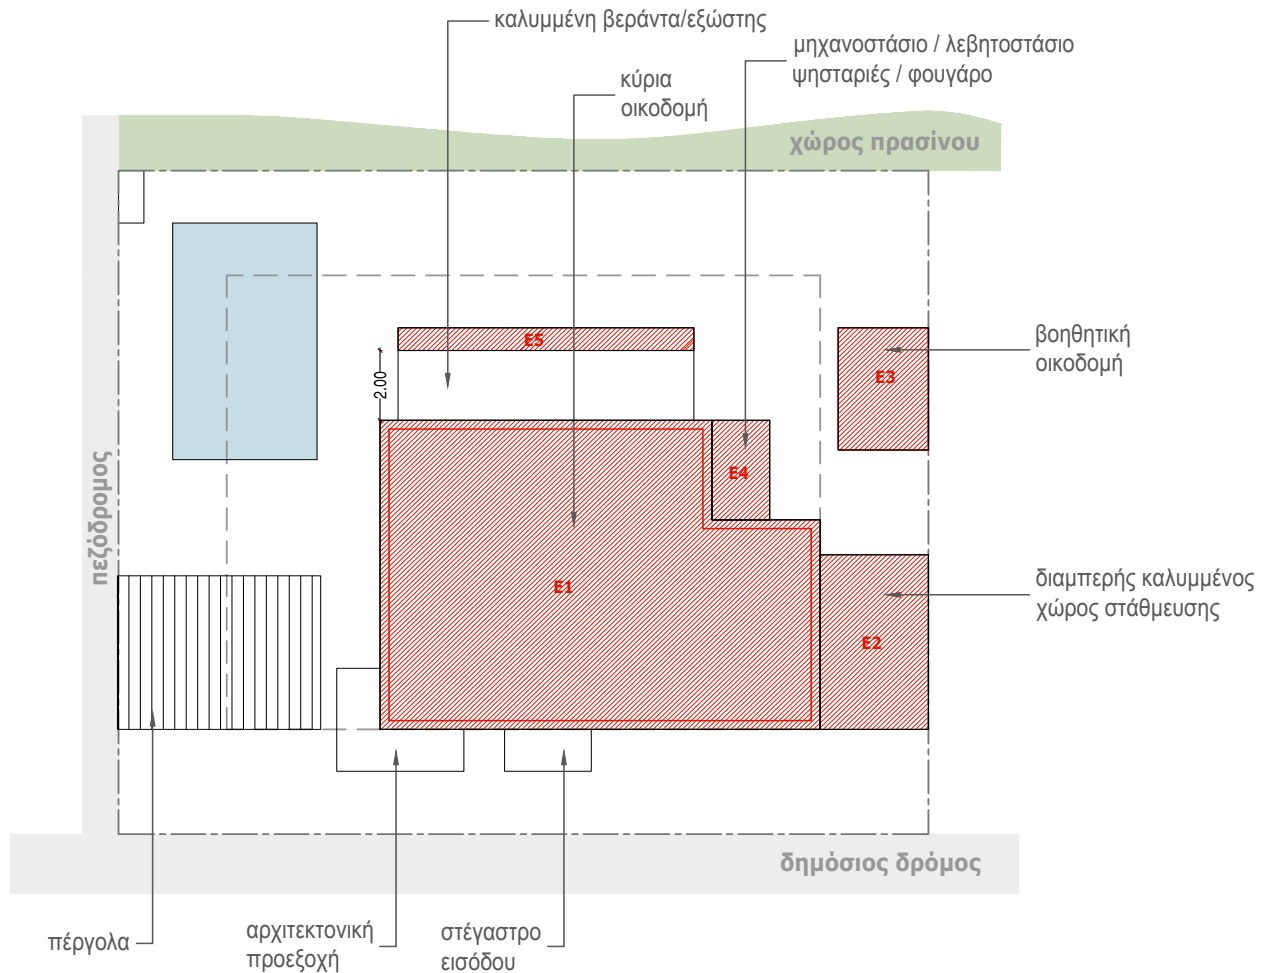 καλυμμένη βεράντα/εξώστης
μηχανοστάσιο / λεβητοστάσιο
ψησταριές / φουγάρο
κύρια
οικοδομή
χώρος πρασίνου
E5
2.00
E3
βοηθητική
οικοδομή
E4
πεζόδρομος
E1
διαμπερής καλυμμένος
χώρος στάθμευσης
E2
δημόσιος δρόμος
πέργολα
αρχιτεκτονική
προεξοχή
στέγαστρο
εισόδου